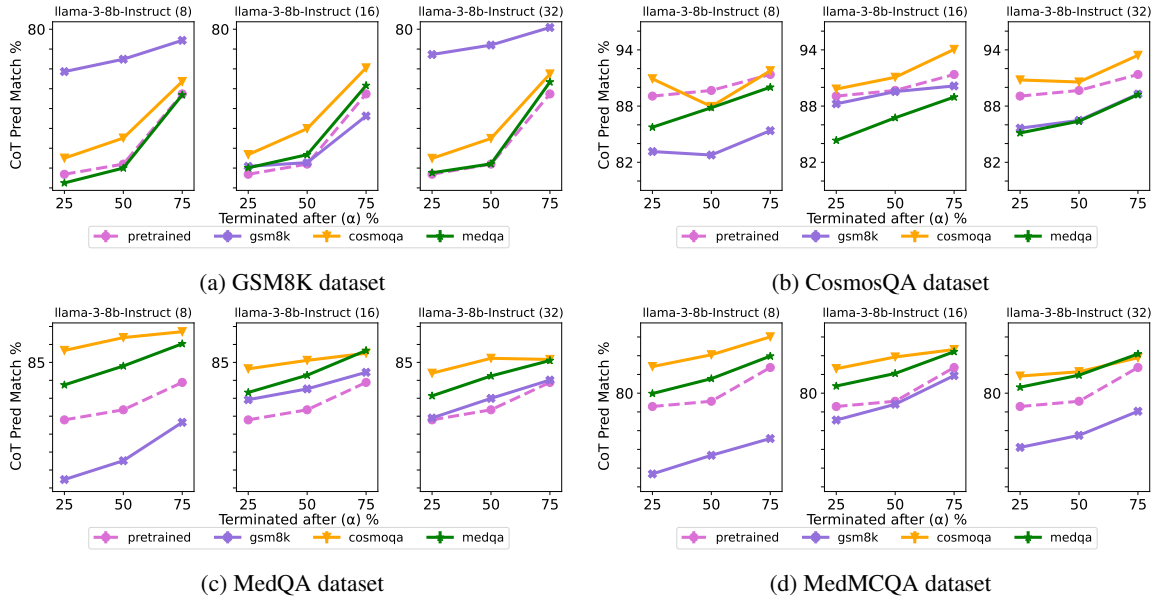 llama-3-8b-Instruct (8) llama-3-8b-Instruct (16) llama-3-8b-Instruct (32)
CoT Pred Match %
80
25 50 75 25 50 75 25 50 75
Terminated after (α) %
pretrained gsm8k cosmoqa medqa
(a) GSM8K dataset
llama-3-8b-Instruct (8) llama-3-8b-Instruct (16) llama-3-8b-Instruct (32)
CoT Pred Match %
94 94 94
88 88 88
82 82 82
25 50 75 25 50 75 25 50 75
Terminated after (α) %
pretrained gsm8k cosmoqa medqa
(b) CosmosQA dataset
llama-3-8b-Instruct (8) llama-3-8b-Instruct (16) llama-3-8b-Instruct (32)
CoT Pred Match %
85
25 50 75 25 50 75 25 50 75
Terminated after (α) %
pretrained gsm8k cosmoqa medqa
(c) MedQA dataset
llama-3-8b-Instruct (8) llama-3-8b-Instruct (16) llama-3-8b-Instruct (32)
CoT Pred Match %
80 80 80
25 50 75 25 50 75 25 50 75
Terminated after (α) %
pretrained gsm8k cosmoqa medqa
(d) MedMCQA dataset